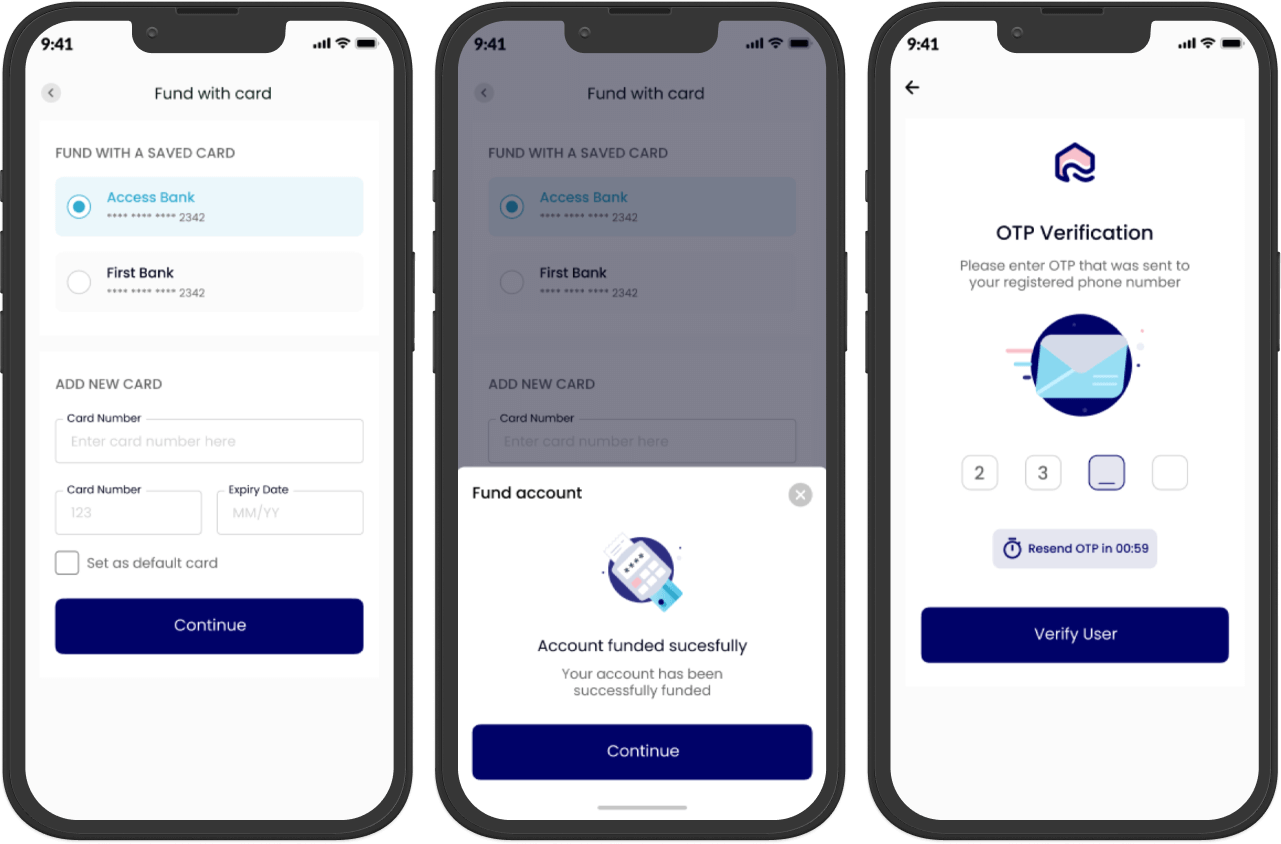 9:41
Fund with card
FUND WITH A SAVED CARD
Access Bank
**** **** **** 2342
First Bank
**** **** **** 2342
ADD NEW CARD
Card Number
Enter card number here
Card Number
Expiry Date
123
MM/YY
Set as default card
Continue
9:41
Fund with card
FUND WITH A SAVED CARD
Access Bank
**** **** **** 2342
First Bank
**** **** **** 2342
ADD NEW CARD
Card Number
Enter card number here
Fund account
****
Account funded sucesfully
Your account has been
successfully funded
Continue
9:41
OTP Verification
Please enter OTP that was sent to
your registered phone number
2 3 _
Resend OTP in 00:59
Verify User